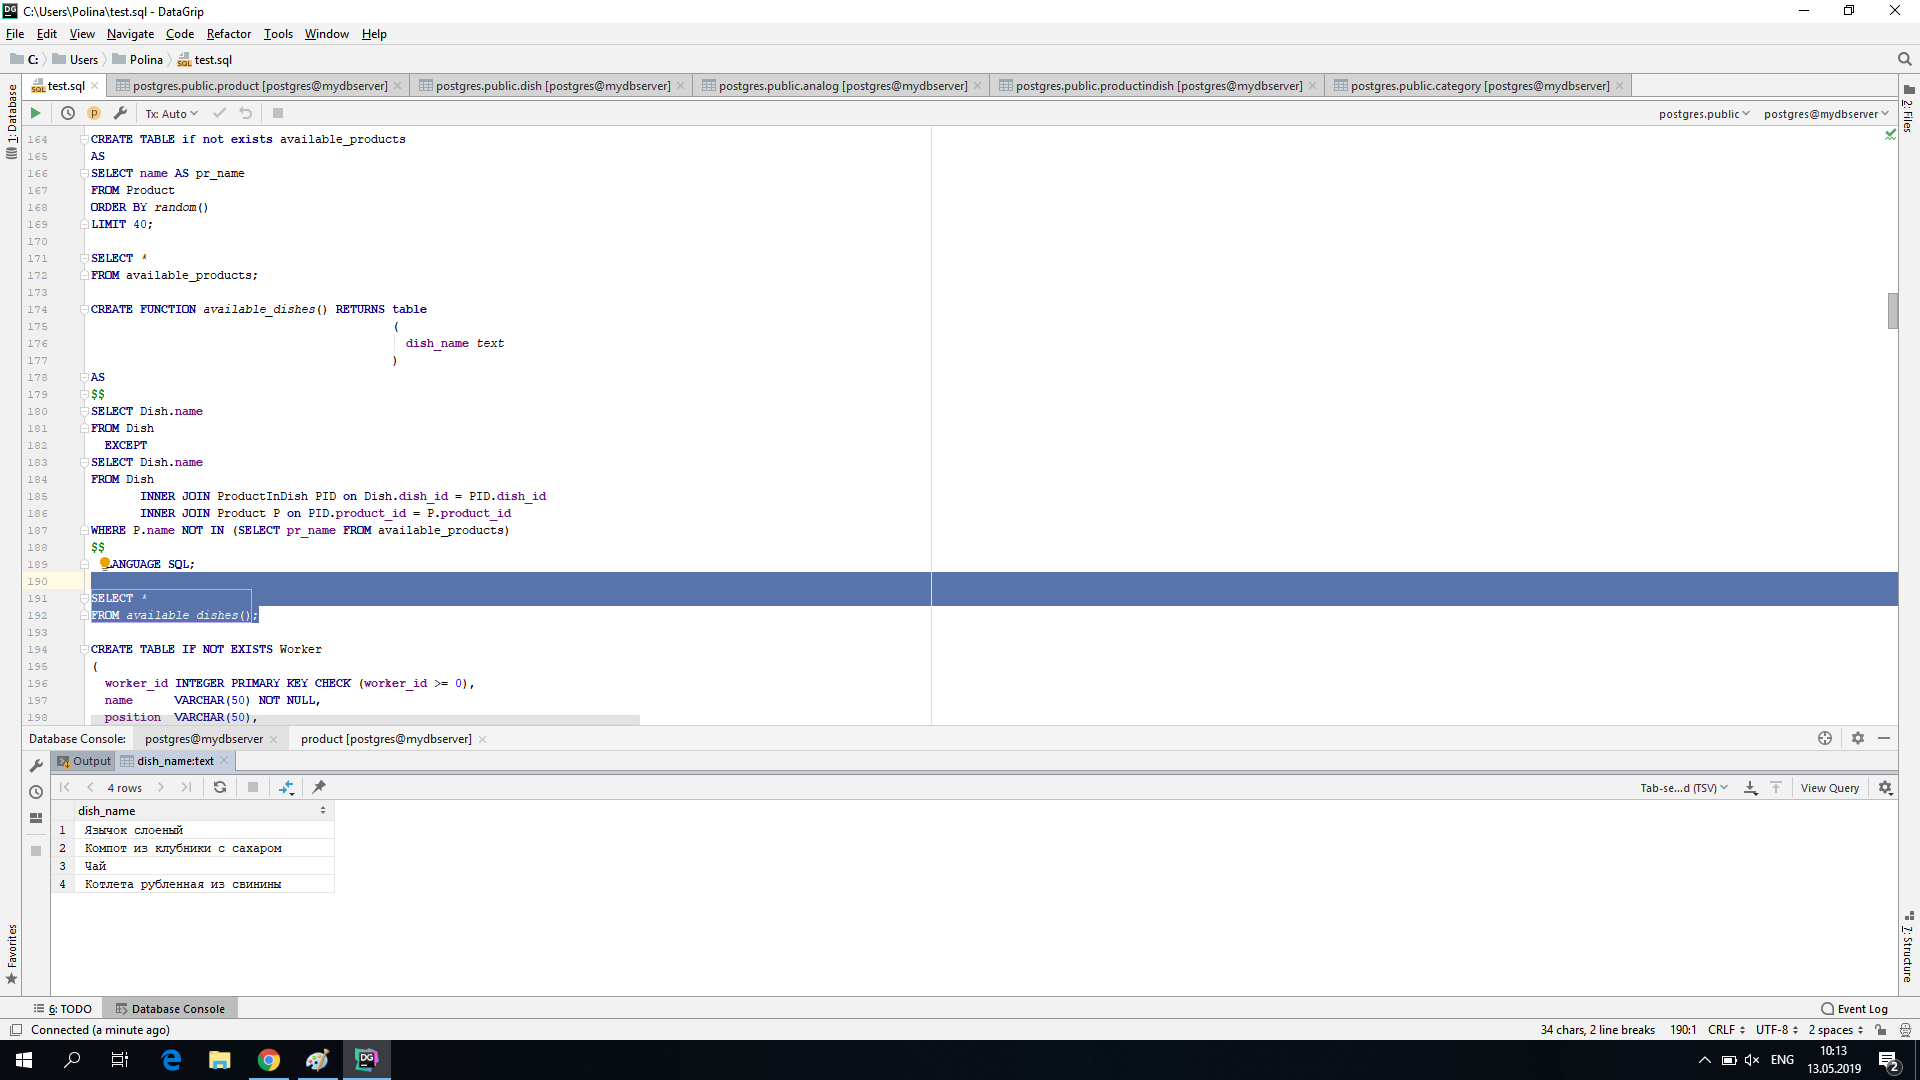 C:\Users\Polina\test.sql - DataGrip
File Edit View Navigate Code Refactor Tools Window Help
C: Users Polina test.sql
test.sql postgres.public.product [postgres@mydbserver] postgres.public.dish [postgres@mydbserver] postgres.public.analog [postgres@mydbserver] postgres.public.productindish [postgres@mydbserver] postgres.public.category [postgres@mydbserver]
Tx: Auto postgres.public postgres@mydbserver
1: Database
2: Files
164 CREATE TABLE if not exists available_products
165 AS
166 SELECT name AS pr_name
167 FROM Product
168 ORDER BY random()
169 LIMIT 40;
170
171 SELECT *
172 FROM available_products;
173
174 CREATE FUNCTION available_dishes() RETURNS table
175 (
176 dish_name text
177 )
178 AS
179 $$
180 SELECT Dish.name
181 FROM Dish
182 EXCEPT
183 SELECT Dish.name
184 FROM Dish
185 INNER JOIN ProductInDish PID on Dish.dish_id = PID.dish_id
186 INNER JOIN Product P on PID.product_id = P.product_id
187 WHERE P.name NOT IN (SELECT pr_name FROM available_products)
188 $$
189 LANGUAGE SQL;
190
191 SELECT *
192 FROM available_dishes();
193
194 CREATE TABLE IF NOT EXISTS Worker
195 (
196 worker_id INTEGER PRIMARY KEY CHECK (worker_id >= 0),
197 name VARCHAR(50) NOT NULL,
198 position VARCHAR(50),
Database Console: postgres@mydbserver product [postgres@mydbserver]
Output dish_name:text
4 rows Tab-se...d (TSV) View Query
dish_name
1 Язычок слоеный
2 Компот из клубники с сахаром
3 Чай
4 Котлета рубленная из свинины
Favorites
7: Structure
6: TODO Database Console Event Log
Connected (a minute ago) 34 chars, 2 line breaks 190:1 CRLF UTF-8 2 spaces
ENG 10:13
13.05.2019 2